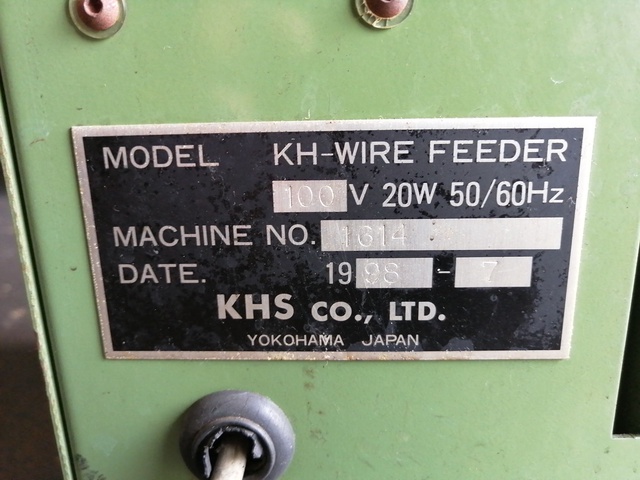 MODEL KH-WIRE FEEDER
100 V 20W 50/60Hz
MACHINE NO. 1614
DATE. 1998 - 7
KHS CO., LTD.
YOKOHAMA JAPAN